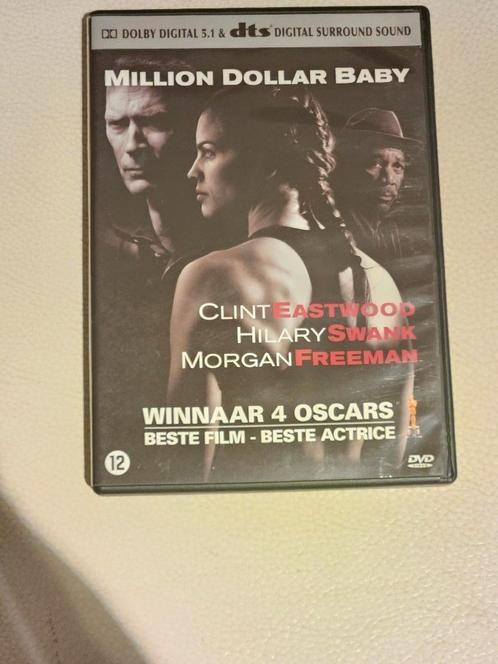 DOLBY DIGITAL 5.1 & dts DIGITAL SURROUND SOUND
MILLION DOLLAR BABY
CLINT EASTWOOD
HILARY SWANK
MORGAN FREEMAN
WINNAAR 4 OSCARS
BESTE FILM - BESTE ACTRICE
12
DVD